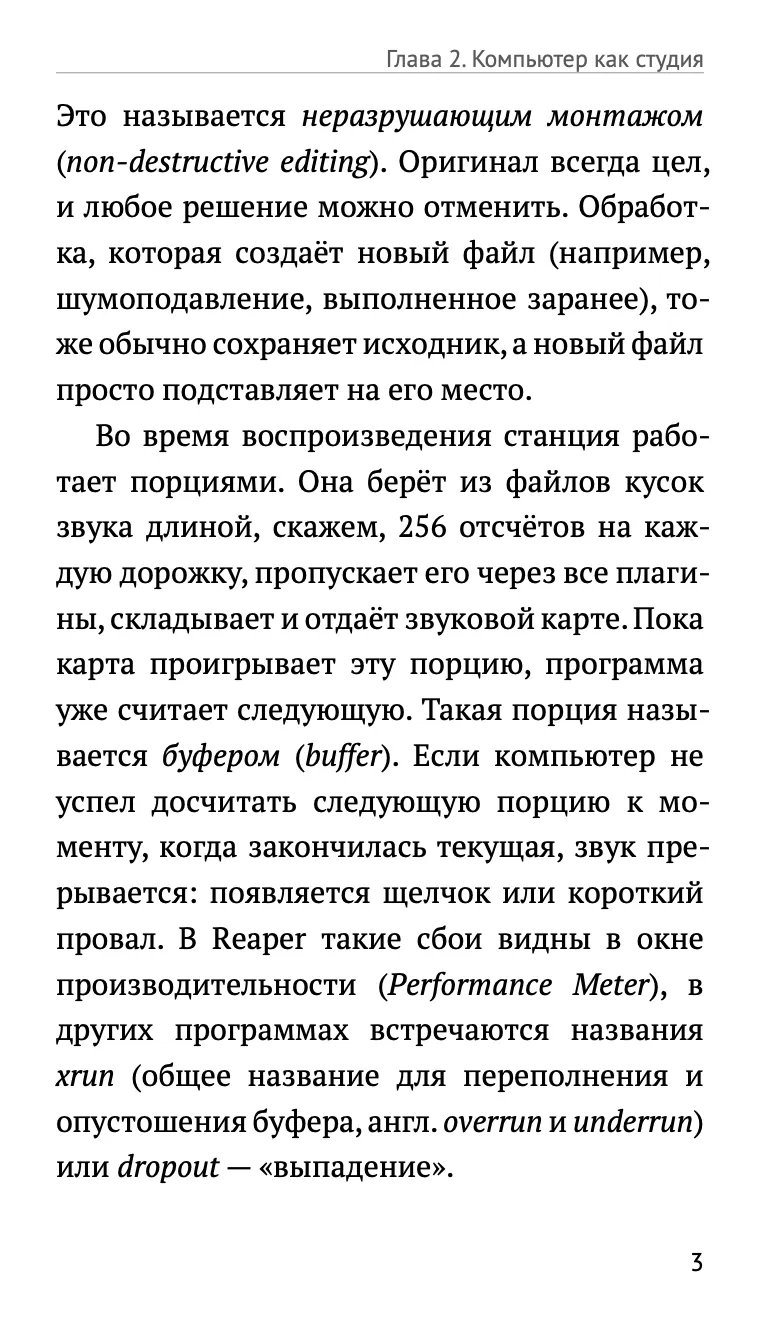 Глава 2. Компьютер как студия
Это называется неразрушающим монтажом
(non-destructive editing). Оригинал всегда цел,
и любое решение можно отменить. Обработ-
ка, которая создаёт новый файл (например,
шумоподавление, выполненное заранее), то-
же обычно сохраняет исходник, а новый файл
просто подставляет на его место.
Во время воспроизведения станция рабо-
тает порциями. Она берёт из файлов кусок
звука длиной, скажем, 256 отсчётов на каж-
дую дорожку, пропускает его через все плаги-
ны, складывает и отдаёт звуковой карте. Пока
карта проигрывает эту порцию, программа
уже считает следующую. Такая порция назы-
вается буфером (buffer). Если компьютер не
успел досчитать следующую порцию к мо-
менту, когда закончилась текущая, звук пре-
рывается: появляется щелчок или короткий
провал. В Reaper такие сбои видны в окне
производительности (Performance Meter), в
других программах встречаются названия
xrun (общее название для переполнения и
опустошения буфера, англ. overrun и underrun)
или dropout — «выпадение».
3